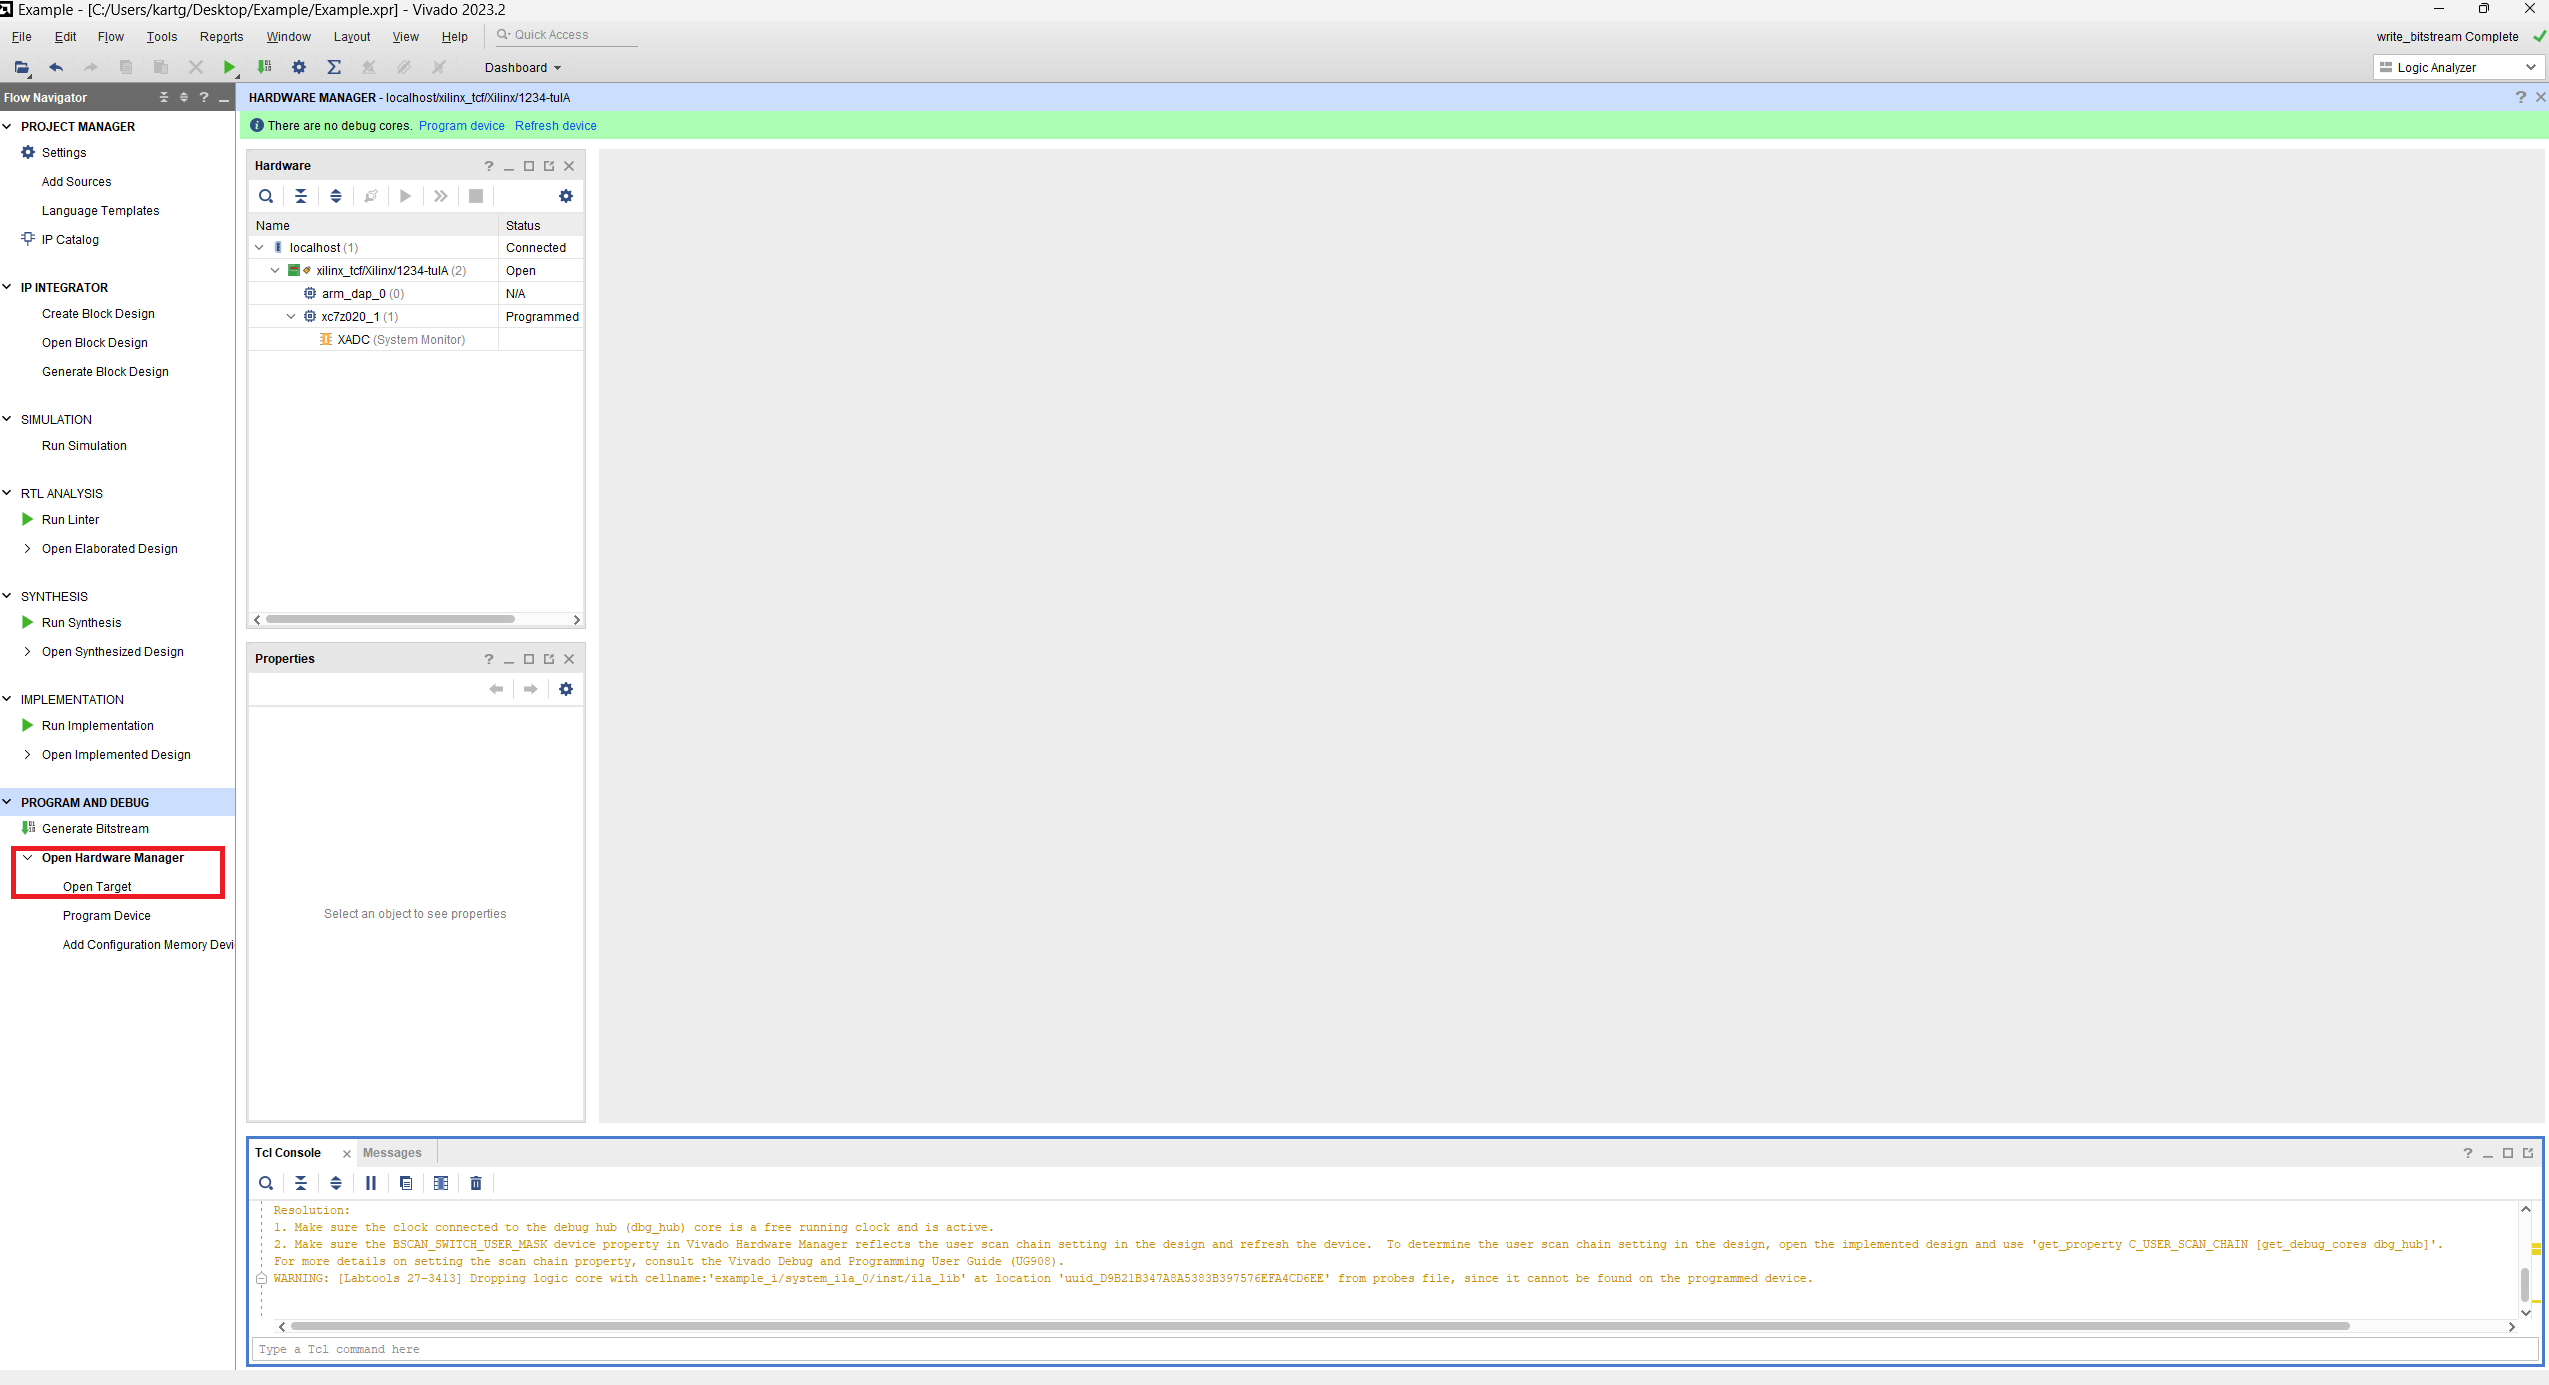 Example - [C:/Users/kartg/Desktop/Example/Example.xpr] - Vivado 2023.2
File Edit Flow Tools Reports Window Layout View Help Quick Access
write_bitstream Complete
Dashboard
Logic Analyzer
Flow Navigator
PROJECT MANAGER
Settings
Add Sources
Language Templates
IP Catalog
IP INTEGRATOR
Create Block Design
Open Block Design
Generate Block Design
SIMULATION
Run Simulation
RTL ANALYSIS
Run Linter
Open Elaborated Design
SYNTHESIS
Run Synthesis
Open Synthesized Design
IMPLEMENTATION
Run Implementation
Open Implemented Design
PROGRAM AND DEBUG
Generate Bitstream
Open Hardware Manager
Open Target
Program Device
Add Configuration Memory Devi
HARDWARE MANAGER - localhost/xilinx_tcf/Xilinx/1234-tulA
There are no debug cores. Program device Refresh device
Hardware
Name Status
localhost (1) Connected
xilinx_tcf/Xilinx/1234-tulA (2) Open
arm_dap_0 (0) N/A
xc7z020_1 (1) Programmed
XADC (System Monitor)
Properties
Select an object to see properties
Tcl Console Messages
Resolution:
1. Make sure the clock connected to the debug hub (dbg_hub) core is a free running clock and is active.
2. Make sure the BSCAN_SWITCH_USER_MASK device property in Vivado Hardware Manager reflects the user scan chain setting in the design and refresh the device.  To determine the user scan chain setting in the design, open the implemented design and use 'get_property C_USER_SCAN_CHAIN [get_debug_cores dbg_hub]'.
For more details on setting the scan chain property, consult the Vivado Debug and Programming User Guide (UG908).
WARNING: [Labtools 27-3413] Dropping logic core with cellname:'example_i/system_ila_0/inst/ila_lib' at location 'uuid_D9B21B347A8A5383B397576EFA4CD6EE' from probes file, since it cannot be found on the programmed device.
Type a Tcl command here